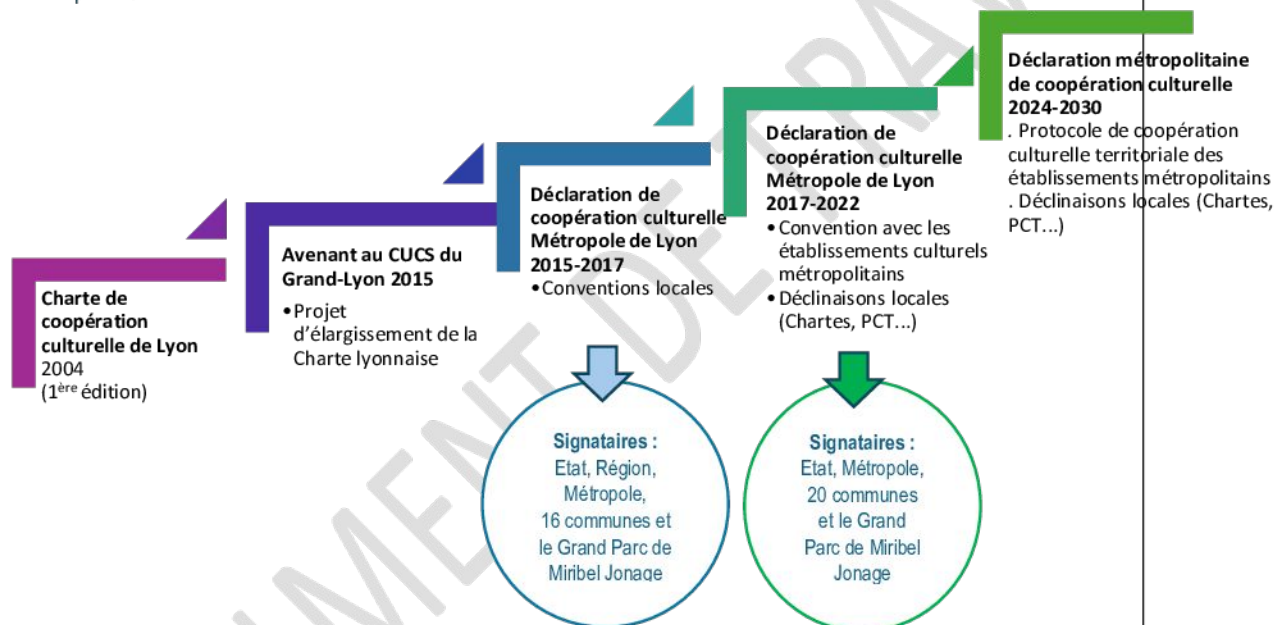 Charte de
coopération
culturelle de Lyon
2004
(1ère édition)
Avenant au CUCS du
Grand-Lyon 2015
•Projet
d'élargissement de la
Charte lyonnaise
Déclaration de
coopération culturelle
Métropole de Lyon
2015-2017
•Conventions locales
Signataires :
Etat, Région,
Métropole,
16 communes et
le Grand Parc de
Miribel Jonage
Déclaration de
coopération culturelle
Métropole de Lyon
2017-2022
•Convention avec les
établissements culturels
métropolitains
•Déclinaisons locales
(Chartes, PCT...)
Signataires :
Etat, Métropole,
20 communes
et le Grand
Parc de Miribel
Jonage
Déclaration métropolitaine
de coopération culturelle
2024-2030
. Protocole de coopération
culturelle territoriale des
établissements métropolitains
. Déclinaisons locales (Chartes,
PCT...)